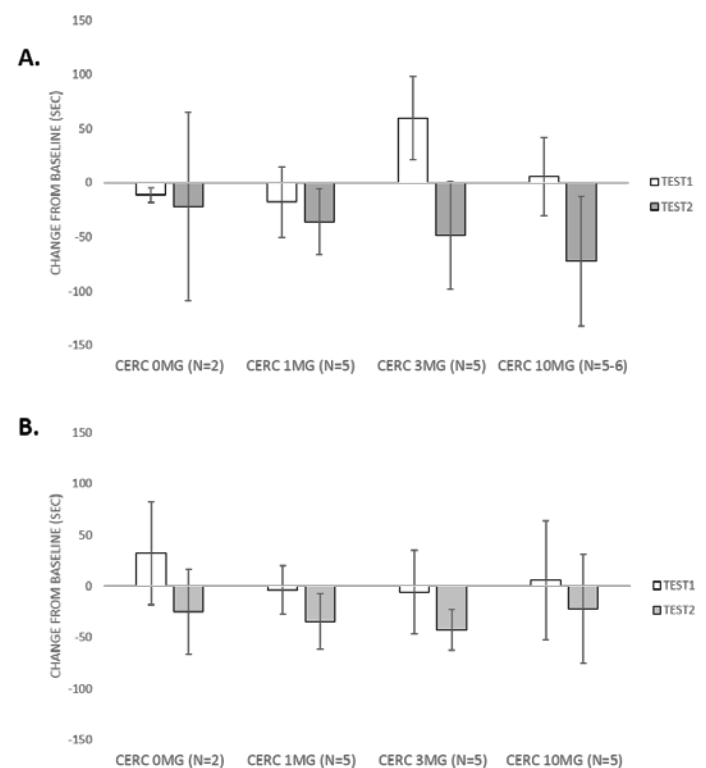 A.
CHANGE FROM BASELINE (SEC)
150
100
50
0
-50
-100
-150
TEST1
TEST2
CERC 0MG (N=2) CERC 1MG (N=5) CERC 3MG (N=5) CERC 10MG (N=5-6)
B.
CHANGE FROM BASELINE (SEC)
150
100
50
0
-50
-100
-150
TEST1
TEST2
CERC 0MG (N=2) CERC 1MG (N=5) CERC 3MG (N=5) CERC 10MG (N=5)